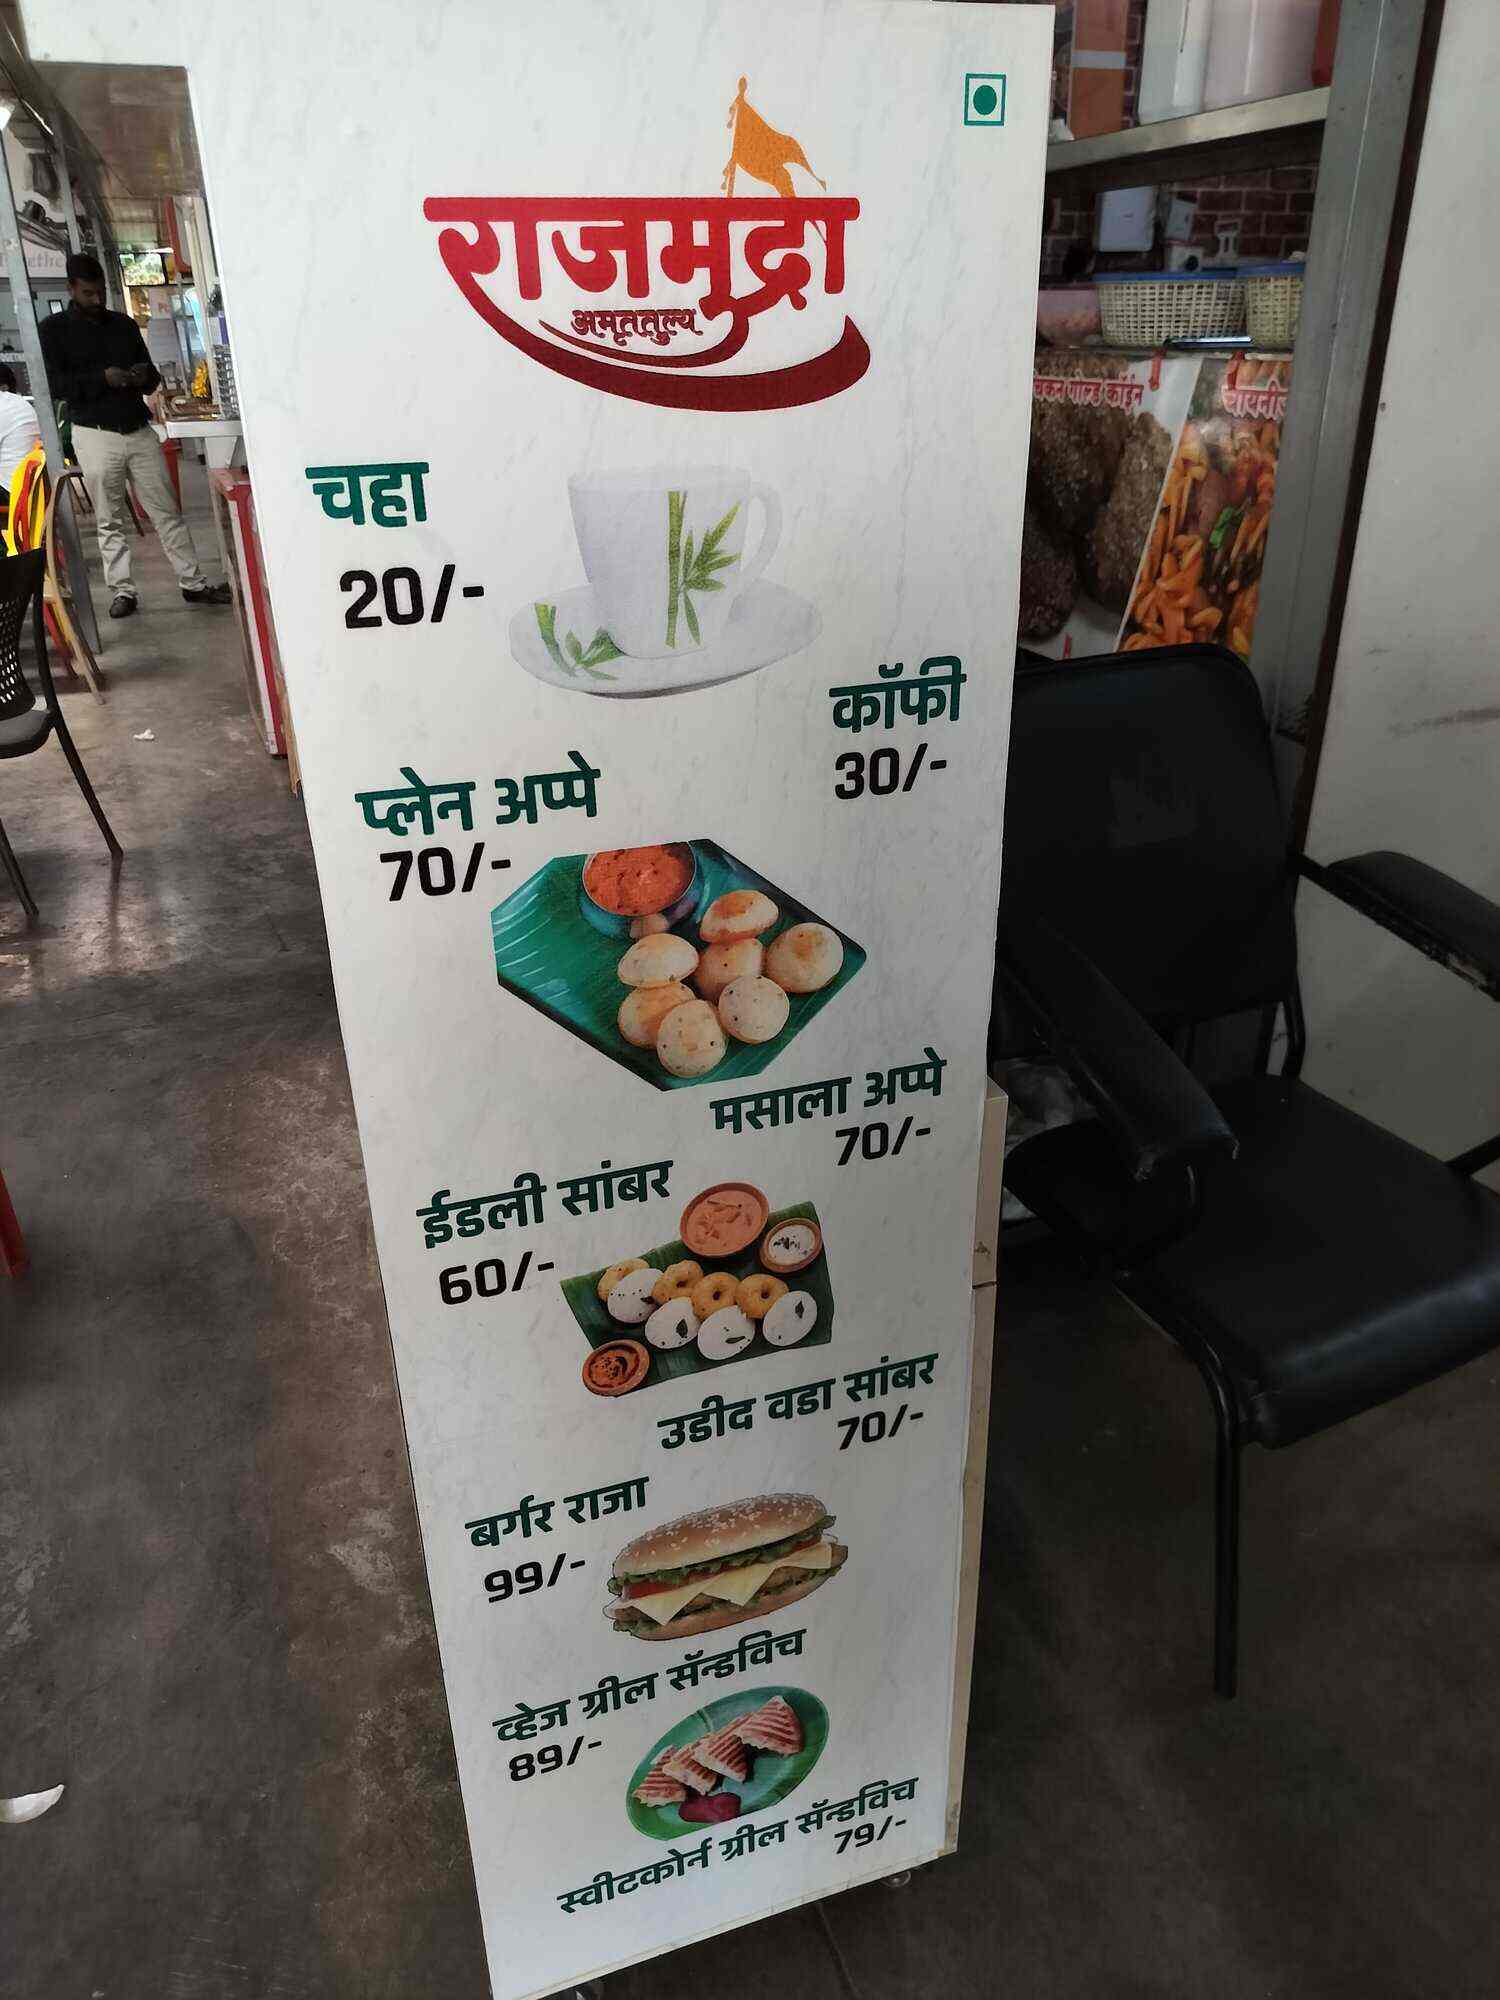 राजमुद्रा
अमृततुल्य
चहा
20/-
कॉफी
30/-
प्लेन अप्पे
70/-
मसाला अप्पे
70/-
ईडली सांबर
60/-
उडीद वडा सांबर
70/-
बर्गर राजा
99/-
व्हेज ग्रील सॅन्डविच
89/-
स्वीटकोर्न ग्रील सॅन्डविच
79/-